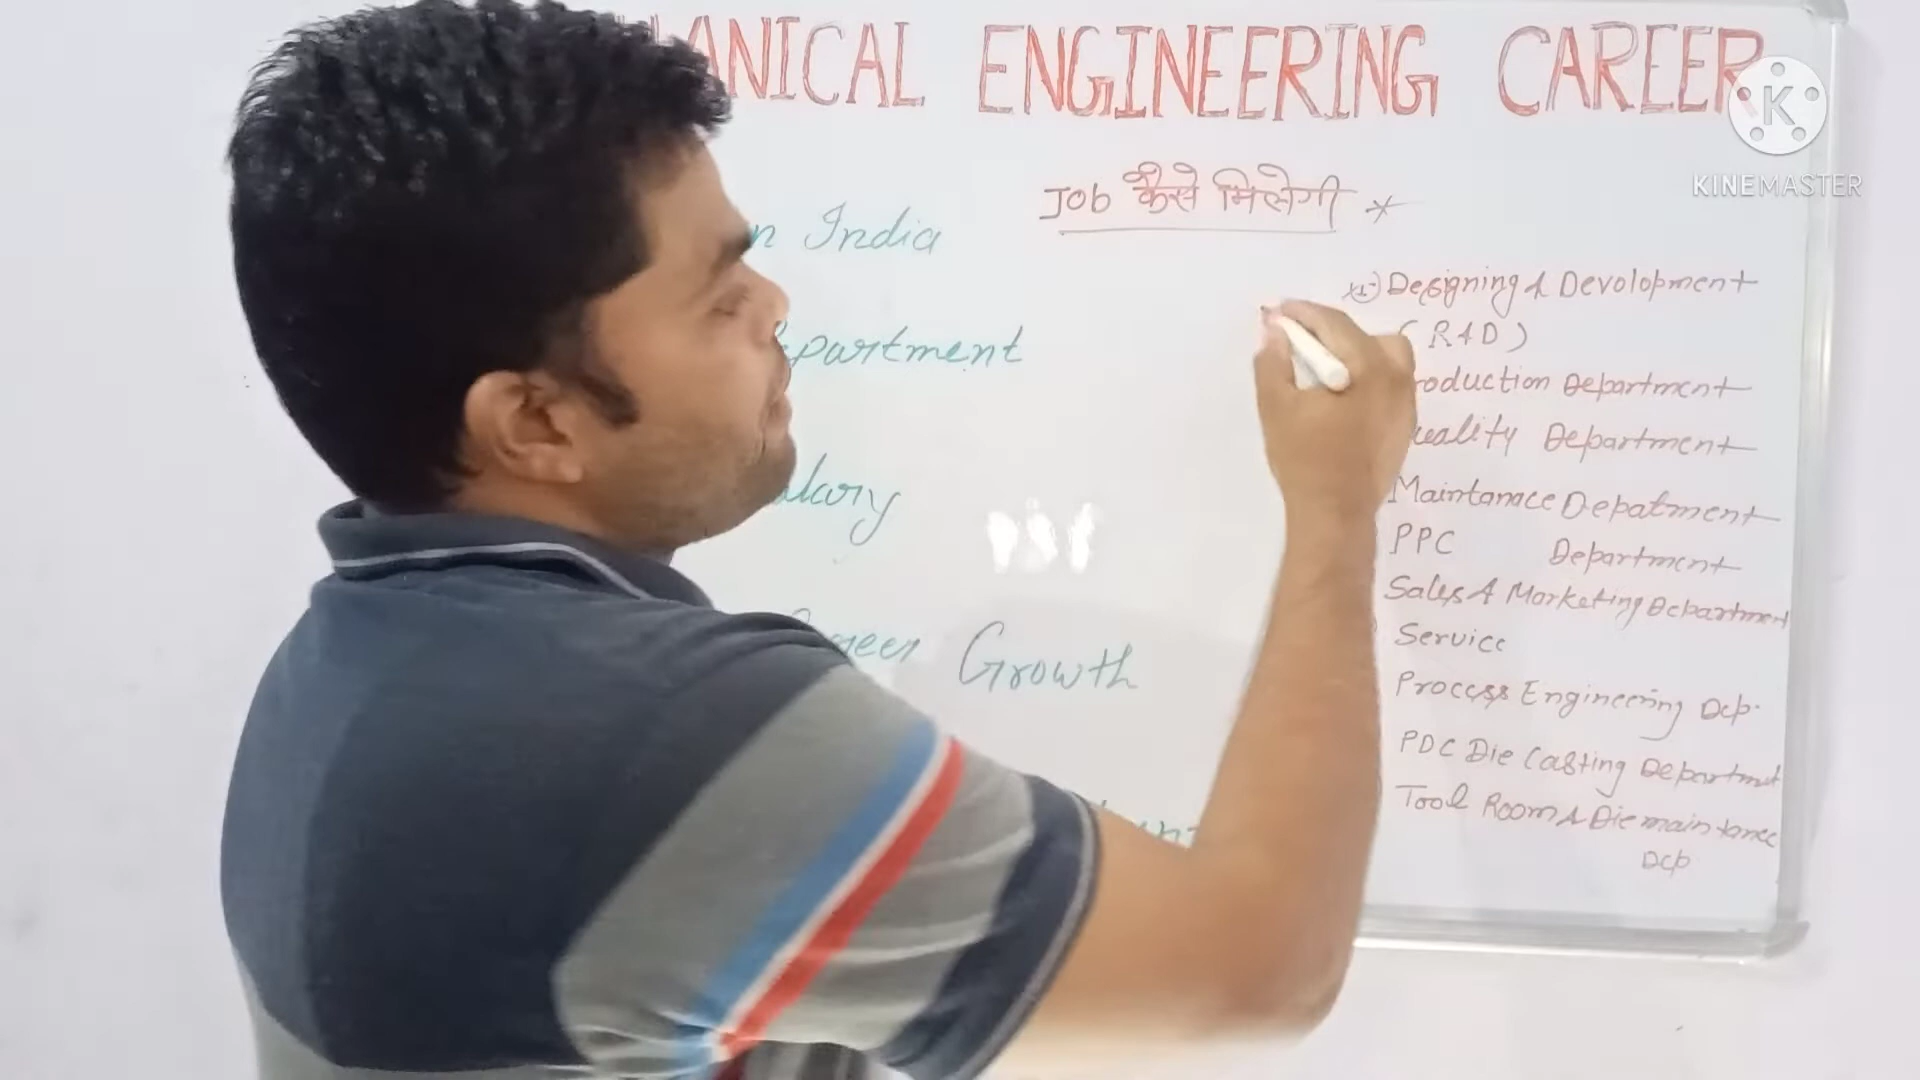 ANICAL ENGINEERING CAREER
Job कैसे मिलेगी *
n India
partment
lary
Growth
Designing & Devolopment
(R&D)
roduction Department
uality Department
Maintanace Depatment
PPC Department
Sales & Marketing Department
Service
Process Engineering Dep.
PDC Die Casting Department
Tool Room & Die maintance
Dep
K
KINEMASTER